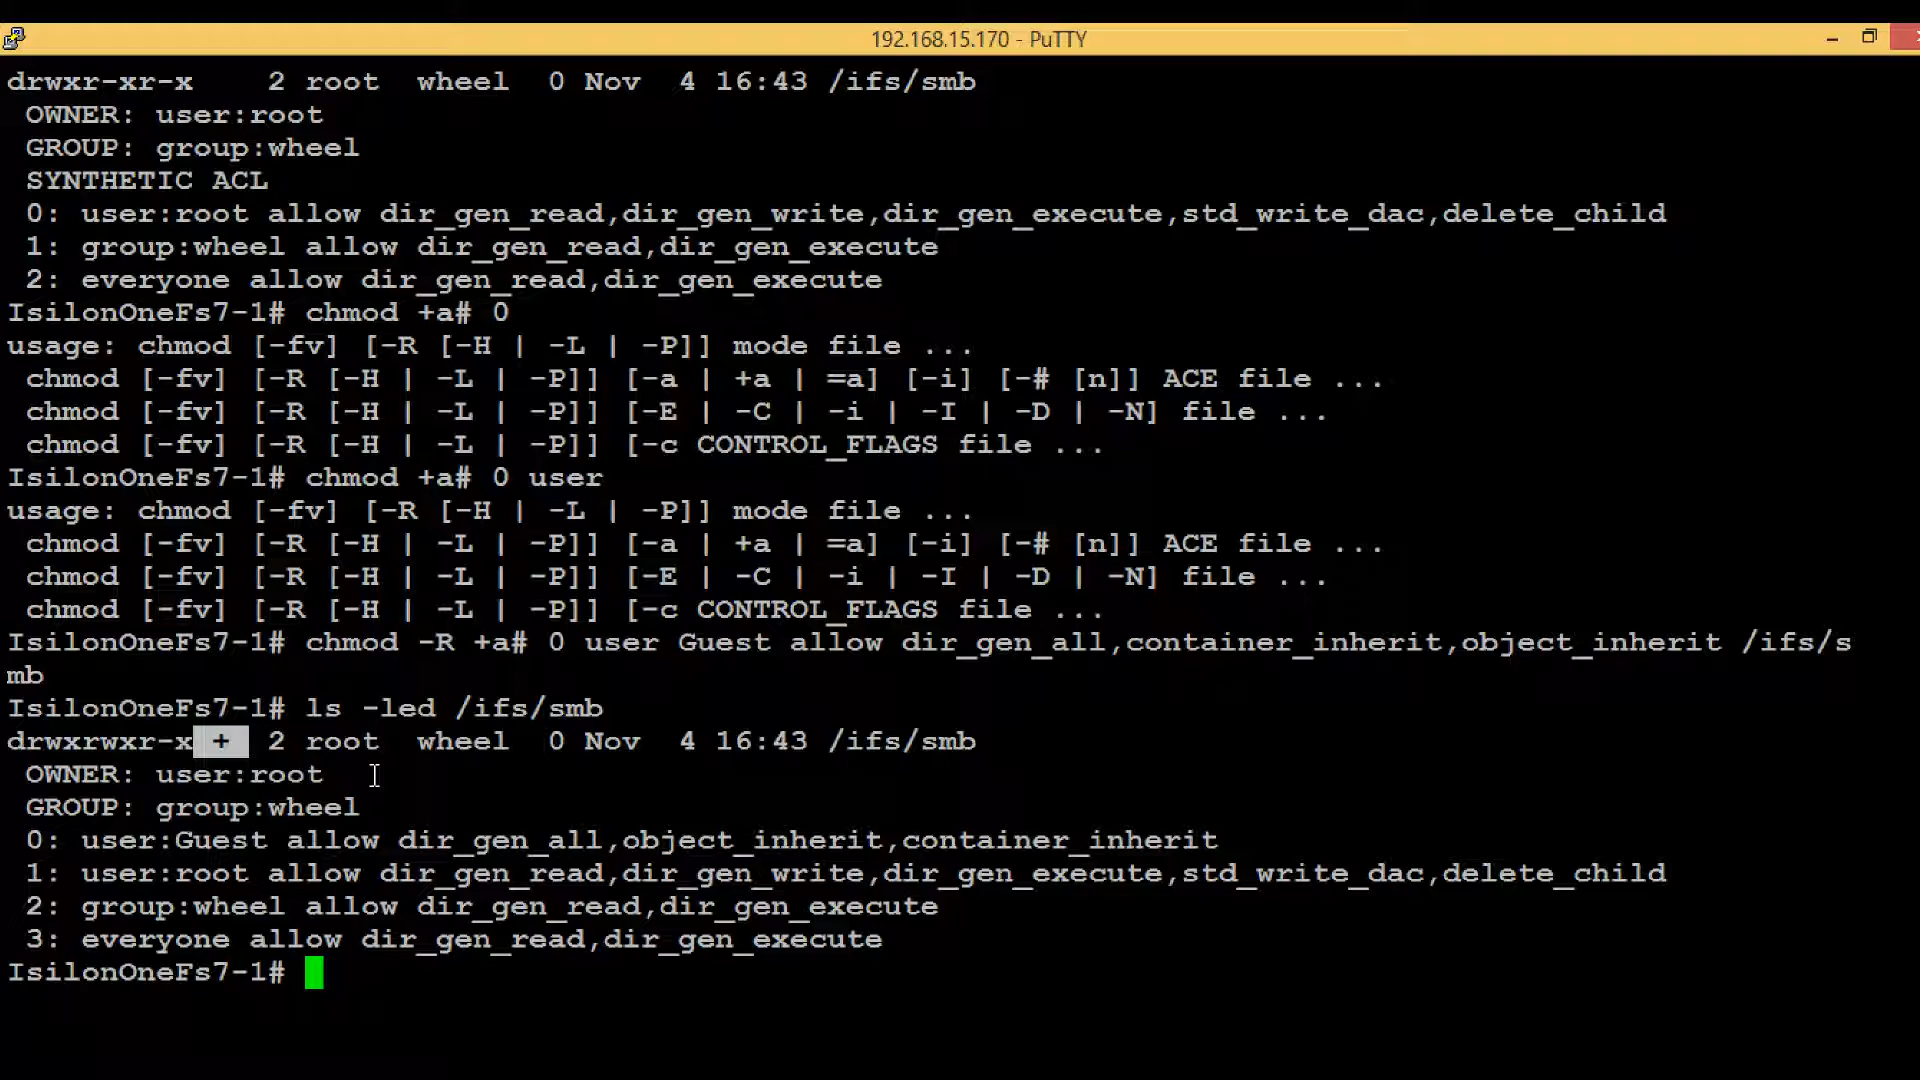 192.168.15.170 - PuTTY
drwxr-xr-x    2 root  wheel  0 Nov  4 16:43 /ifs/smb
 OWNER: user:root
 GROUP: group:wheel
 SYNTHETIC ACL
 0: user:root allow dir_gen_read,dir_gen_write,dir_gen_execute,std_write_dac,delete_child
 1: group:wheel allow dir_gen_read,dir_gen_execute
 2: everyone allow dir_gen_read,dir_gen_execute
IsilonOneFs7-1# chmod +a# 0
usage: chmod [-fv] [-R [-H | -L | -P]] mode file ...
 chmod [-fv] [-R [-H | -L | -P]] [-a | +a | =a] [-i] [-# [n]] ACE file ...
 chmod [-fv] [-R [-H | -L | -P]] [-E | -C | -i | -I | -D | -N] file ...
 chmod [-fv] [-R [-H | -L | -P]] [-c CONTROL_FLAGS file ...
IsilonOneFs7-1# chmod +a# 0 user
usage: chmod [-fv] [-R [-H | -L | -P]] mode file ...
 chmod [-fv] [-R [-H | -L | -P]] [-a | +a | =a] [-i] [-# [n]] ACE file ...
 chmod [-fv] [-R [-H | -L | -P]] [-E | -C | -i | -I | -D | -N] file ...
 chmod [-fv] [-R [-H | -L | -P]] [-c CONTROL_FLAGS file ...
IsilonOneFs7-1# chmod -R +a# 0 user Guest allow dir_gen_all,container_inherit,object_inherit /ifs/s
mb
IsilonOneFs7-1# ls -led /ifs/smb
drwxrwxr-x +  2 root  wheel  0 Nov  4 16:43 /ifs/smb
 OWNER: user:root
 GROUP: group:wheel
 0: user:Guest allow dir_gen_all,object_inherit,container_inherit
 1: user:root allow dir_gen_read,dir_gen_write,dir_gen_execute,std_write_dac,delete_child
 2: group:wheel allow dir_gen_read,dir_gen_execute
 3: everyone allow dir_gen_read,dir_gen_execute
IsilonOneFs7-1#